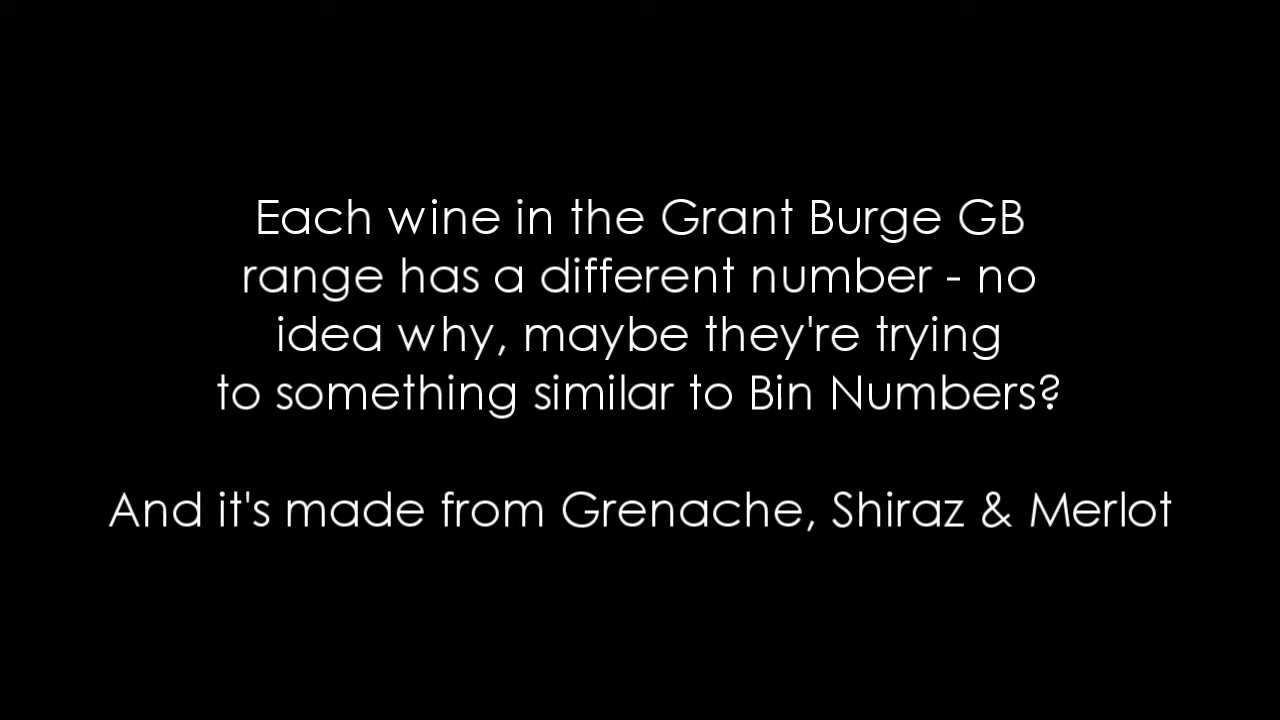 Each wine in the Grant Burge GB
range has a different number - no
idea why, maybe they're trying
to something similar to Bin Numbers?
And it's made from Grenache, Shiraz & Merlot